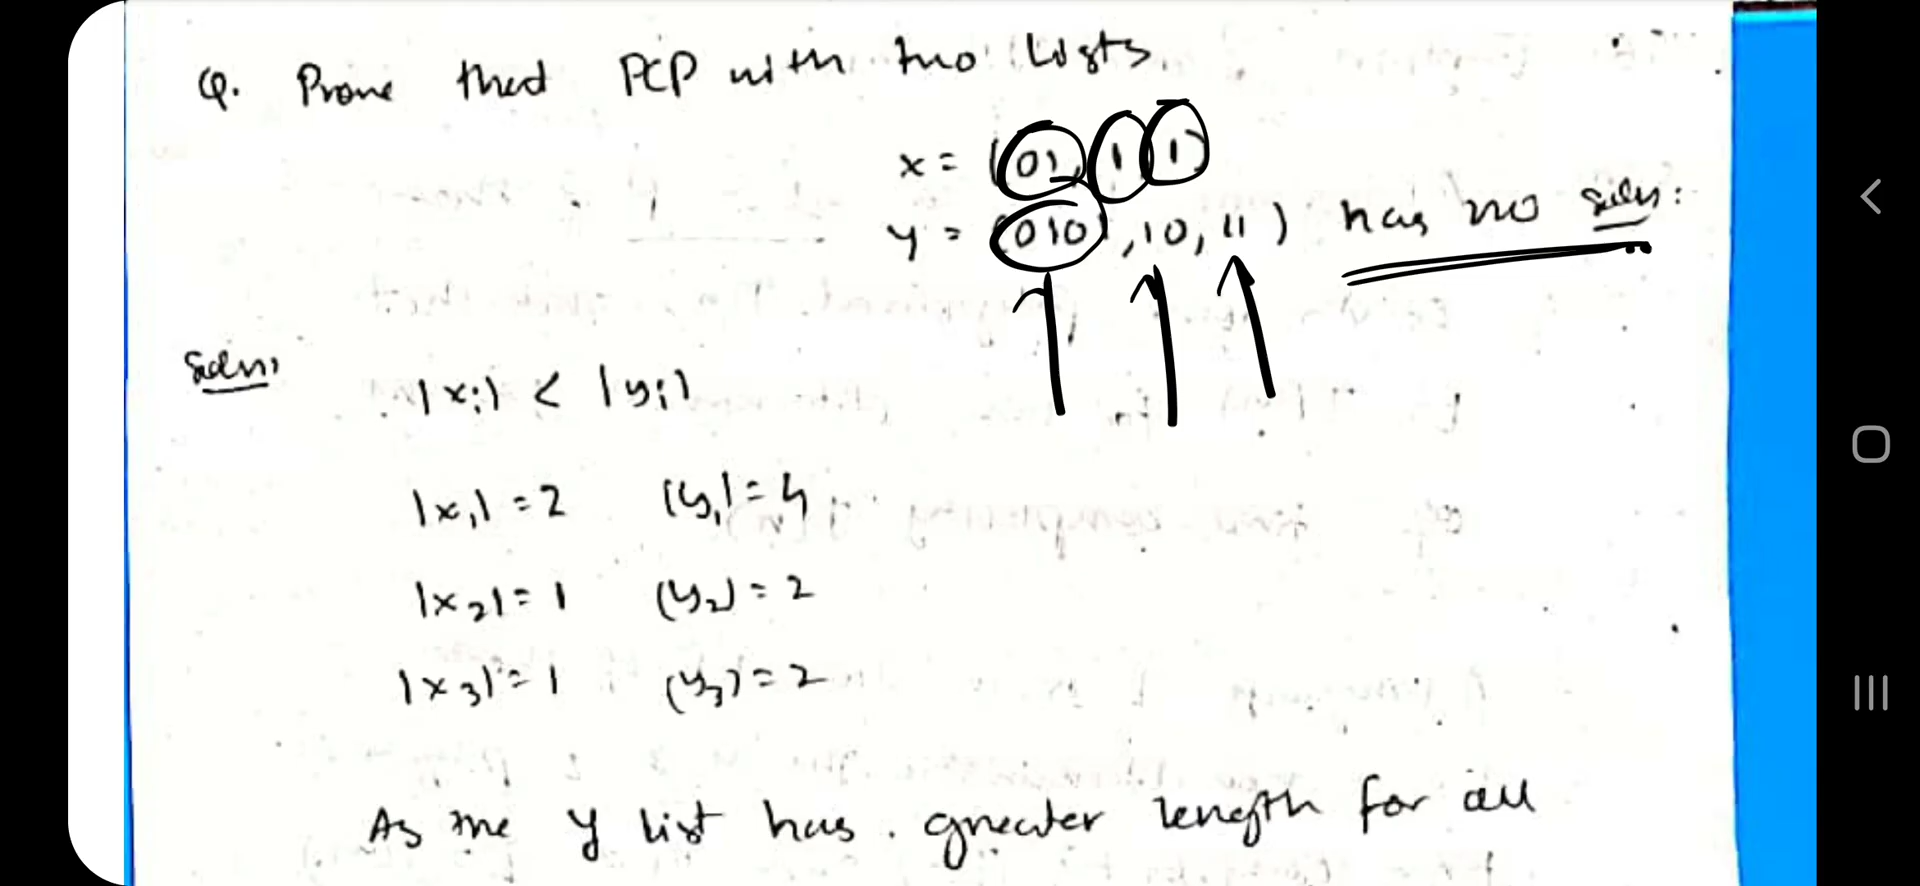 Q. Prove that PCP with two lists
x = (01, 1, 1)
y = (010, 10, 11) has no soln:
Soln:
|xi| < |yi|
|x1| = 2 |y1| = 4
|x2| = 1 |y2| = 2
|x3| = 1 |y3| = 2
As the y list has greater length for all